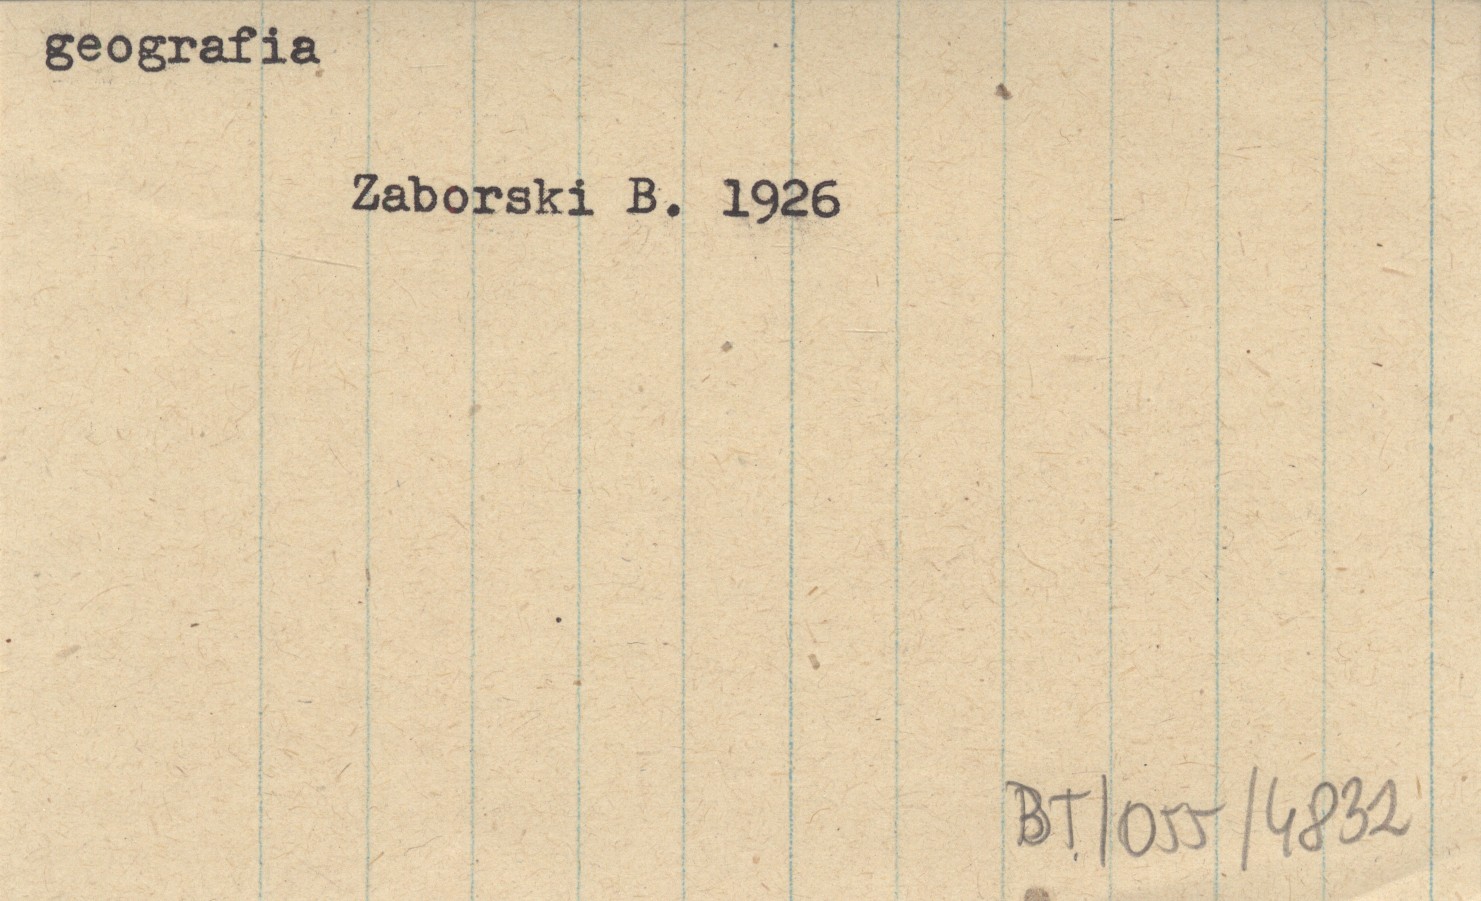 geografia
Zaborski B. 1926
BT/055/4832